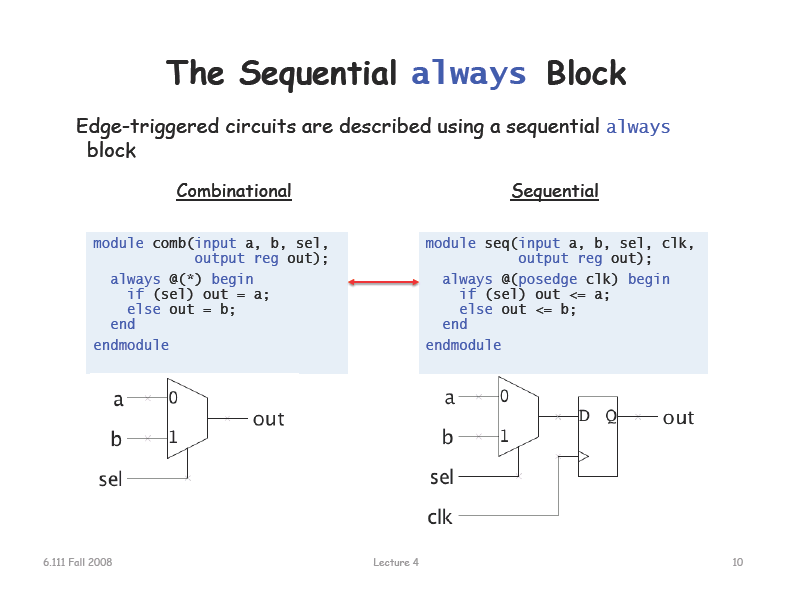 The Sequential always Block
Edge-triggered circuits are described using a sequential always
block
Combinational
module comb(input a, b, sel,
output reg out);
always @(*) begin
if (sel) out = a;
else out = b;
end
endmodule
a
0
b
1
sel
out
Sequential
module seq(input a, b, sel, clk,
output reg out);
always @(posedge clk) begin
if (sel) out <= a;
else out <= b;
end
endmodule
a
0
b
1
sel
clk
D Q
out
6.111 Fall 2008
Lecture 4
10